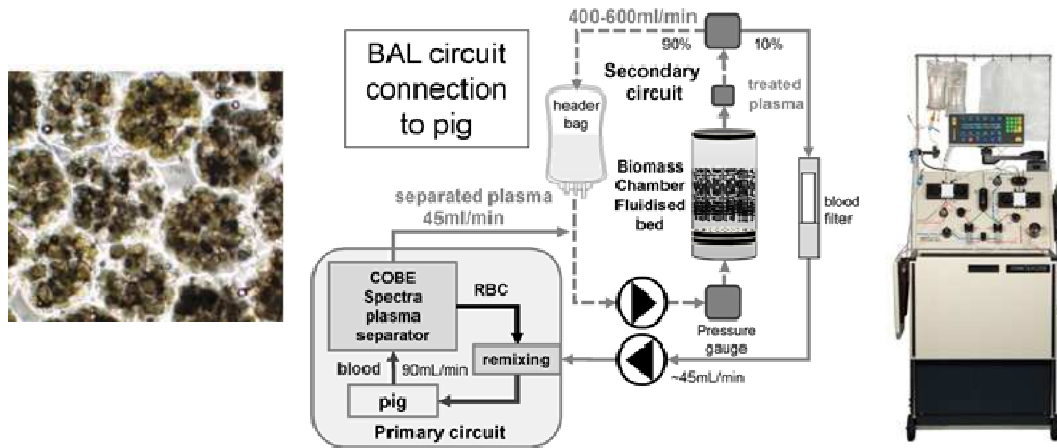 BAL circuit
connection
to pig
400-600ml/min
90%
10%
Secondary
circuit
treated
plasma
header
bag
Biomass
Chamber
Fluidised
bed
blood
filter
separated plasma
45ml/min
COBE
Spectra
plasma
separator
RBC
remixing
blood
90mL/min
pig
Primary circuit
Pressure
gauge
~45mL/min